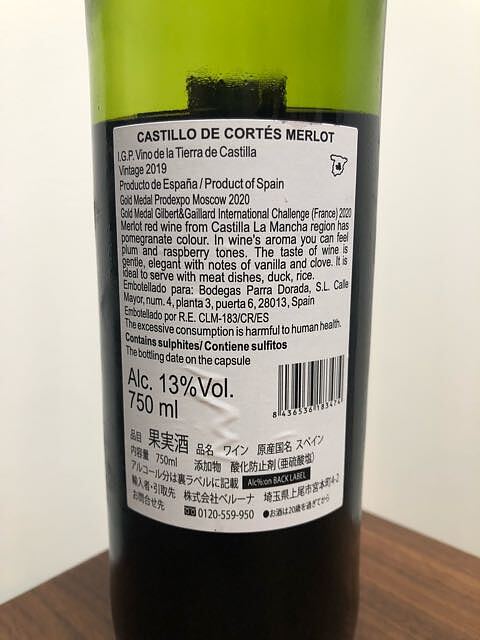 CASTILLO DE CORTÉS MERLOT
I.G.P. Vino de la Tierra de Castilla
Vintage 2019
Producto de España / Product of Spain
Gold Medal Prodexpo Moscow 2020
Gold Medal Gilbert&Gaillard International Challenge (France) 2020
Merlot red wine from Castilla La Mancha region has
pomegranate colour. In wine's aroma you can feel
plum and raspberry tones. The taste of wine is
gentle, elegant with notes of vanilla and clove. It is
ideal to serve with meat dishes, duck, rice.
Embotellado para: Bodegas Parra Dorada, S.L. Calle
Mayor, num. 4, planta 3, puerta 6, 28013, Spain
Embotellado por R.E. CLM-183/CR/ES
The excessive consumption is harmful to human health.
Contains sulphites/ Contiene sulfitos
The bottling date on the capsule
Alc. 13%Vol.
750 ml
8 436536 183474
品目 果実酒 品名 ワイン 原産国名 スペイン
内容量 750ml 添加物 酸化防止剤(亜硫酸塩)
アルコール分は裏ラベルに記載 Alc%:on BACK LABEL
輸入者・引取先 株式会社ベルーナ 埼玉県上尾市宮本町4-2
お問合せ先 0120-559-950 ●お酒は20歳を過ぎてから